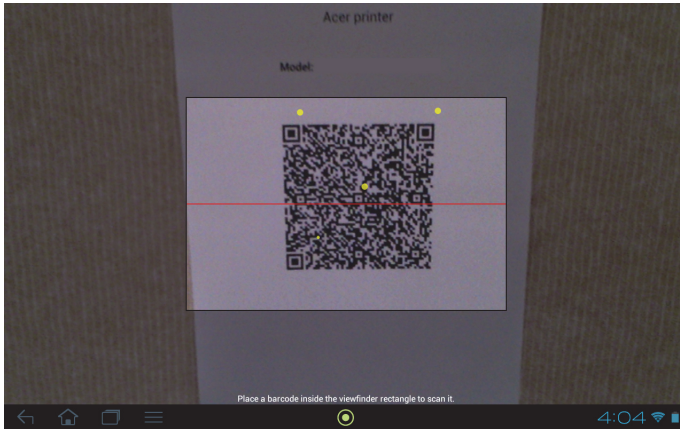 Acer printer
Model:
Place a barcode inside the viewfinder rectangle to scan it.
4:04